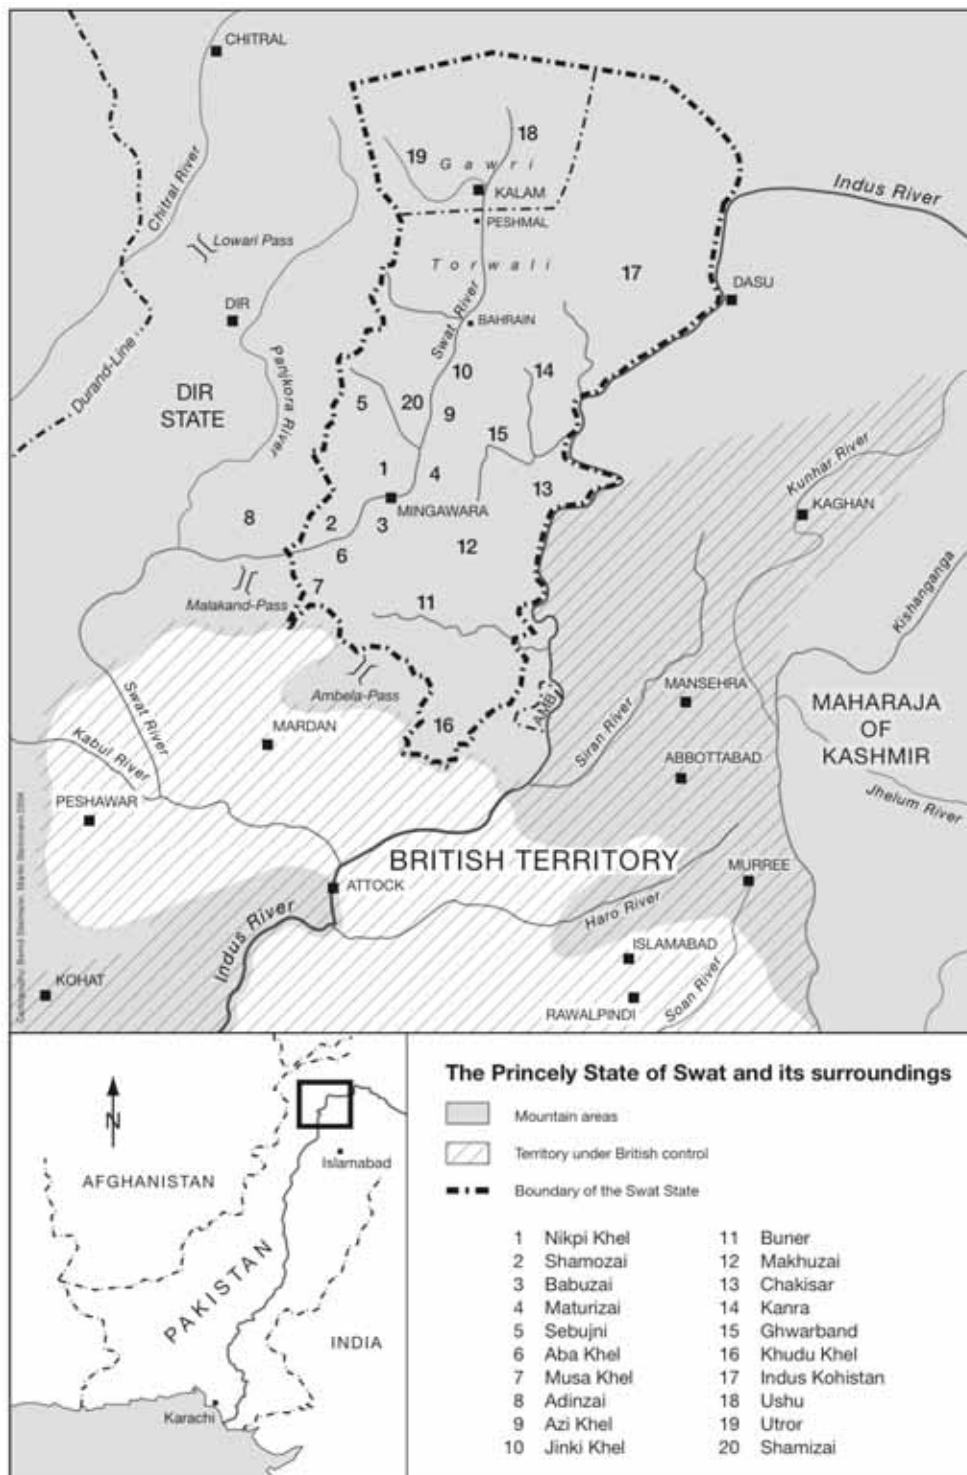 CHITRAL
Chitral River
Lowari Pass
DIR
Durand-Line
DIR
STATE
Panjkora River
19
18
Gawri
KALAM
PESHMAL
Torwali
17
Indus River
DASU
Swat River
BAHRAIN
10
14
5
20
9
15
1
4
13
MINGAWARA
8
2
3
6
12
7
11
Malakand-Pass
Kunhar River
KAGHAN
Kishanganga
Ambela-Pass
16
AMB
MANSEHRA
Siran River
MAHARAJA
OF
KASHMIR
Swat River
MARDAN
Kabul River
ABBOTTABAD
Jhelum River
PESHAWAR
BRITISH TERRITORY
MURREE
ATTOCK
Haro River
Indus River
ISLAMABAD
KOHAT
Soan River
RAWALPINDI
N
Islamabad
AFGHANISTAN
PAKISTAN
INDIA
Karachi
The Princely State of Swat and its surroundings
Mountain areas
Territory under British control
Boundary of the Swat State
1 Nikpi Khel
2 Shamozai
3 Babuzai
4 Maturizai
5 Sebujni
6 Aba Khel
7 Musa Khel
8 Adinzai
9 Azi Khel
10 Jinki Khel
11 Buner
12 Makhuzai
13 Chakisar
14 Kanra
15 Ghwarband
16 Khudu Khel
17 Indus Kohistan
18 Ushu
19 Utror
20 Shamizai